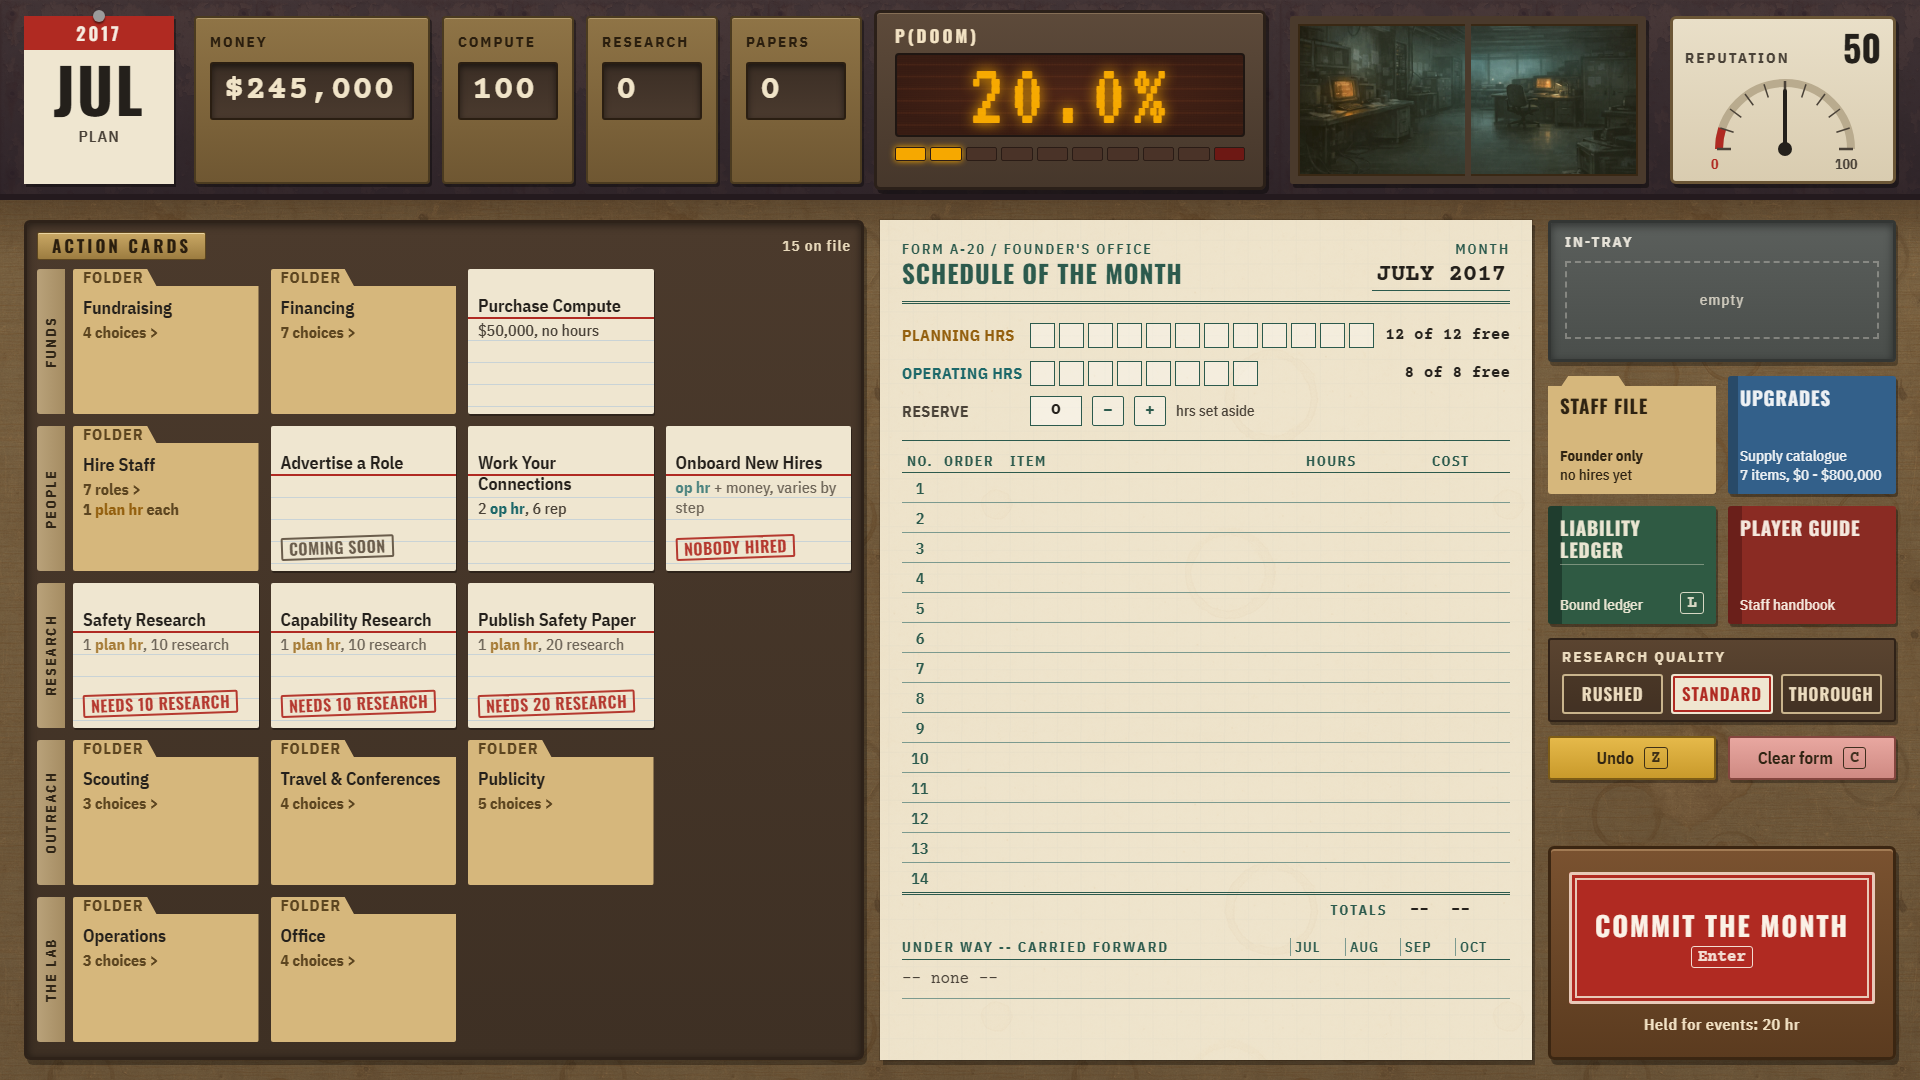 2017
JUL
PLAN
MONEY
$245,000
COMPUTE
100
RESEARCH
0
PAPERS
0
P(DOOM)
20.0%
REPUTATION
50
0
100
ACTION CARDS
15 on file
FUNDS
FOLDER
Fundraising
4 choices >
FOLDER
Financing
7 choices >
Purchase Compute
$50,000, no hours
PEOPLE
FOLDER
Hire Staff
7 roles >
1 plan hr each
Advertise a Role
COMING SOON
Work Your
Connections
2 op hr, 6 rep
Onboard New Hires
op hr + money, varies by
step
NOBODY HIRED
RESEARCH
Safety Research
1 plan hr, 10 research
NEEDS 10 RESEARCH
Capability Research
1 plan hr, 10 research
NEEDS 10 RESEARCH
Publish Safety Paper
1 plan hr, 20 research
NEEDS 20 RESEARCH
OUTREACH
FOLDER
Scouting
3 choices >
FOLDER
Travel & Conferences
4 choices >
FOLDER
Publicity
5 choices >
THE LAB
FOLDER
Operations
3 choices >
FOLDER
Office
4 choices >
FORM A-20 / FOUNDER'S OFFICE
SCHEDULE OF THE MONTH
MONTH
JULY 2017
PLANNING HRS
12 of 12 free
OPERATING HRS
8 of 8 free
RESERVE
0
–
+
hrs set aside
NO. ORDER ITEM HOURS COST
1
2
3
4
5
6
7
8
9
10
11
12
13
14
TOTALS -- --
UNDER WAY -- CARRIED FORWARD JUL AUG SEP OCT
-- none --
IN-TRAY
empty
STAFF FILE
Founder only
no hires yet
UPGRADES
Supply catalogue
7 items, $0 - $800,000
LIABILITY
LEDGER
Bound ledger L
PLAYER GUIDE
Staff handbook
RESEARCH QUALITY
RUSHED
STANDARD
THOROUGH
Undo Z
Clear form C
COMMIT THE MONTH
Enter
Held for events: 20 hr